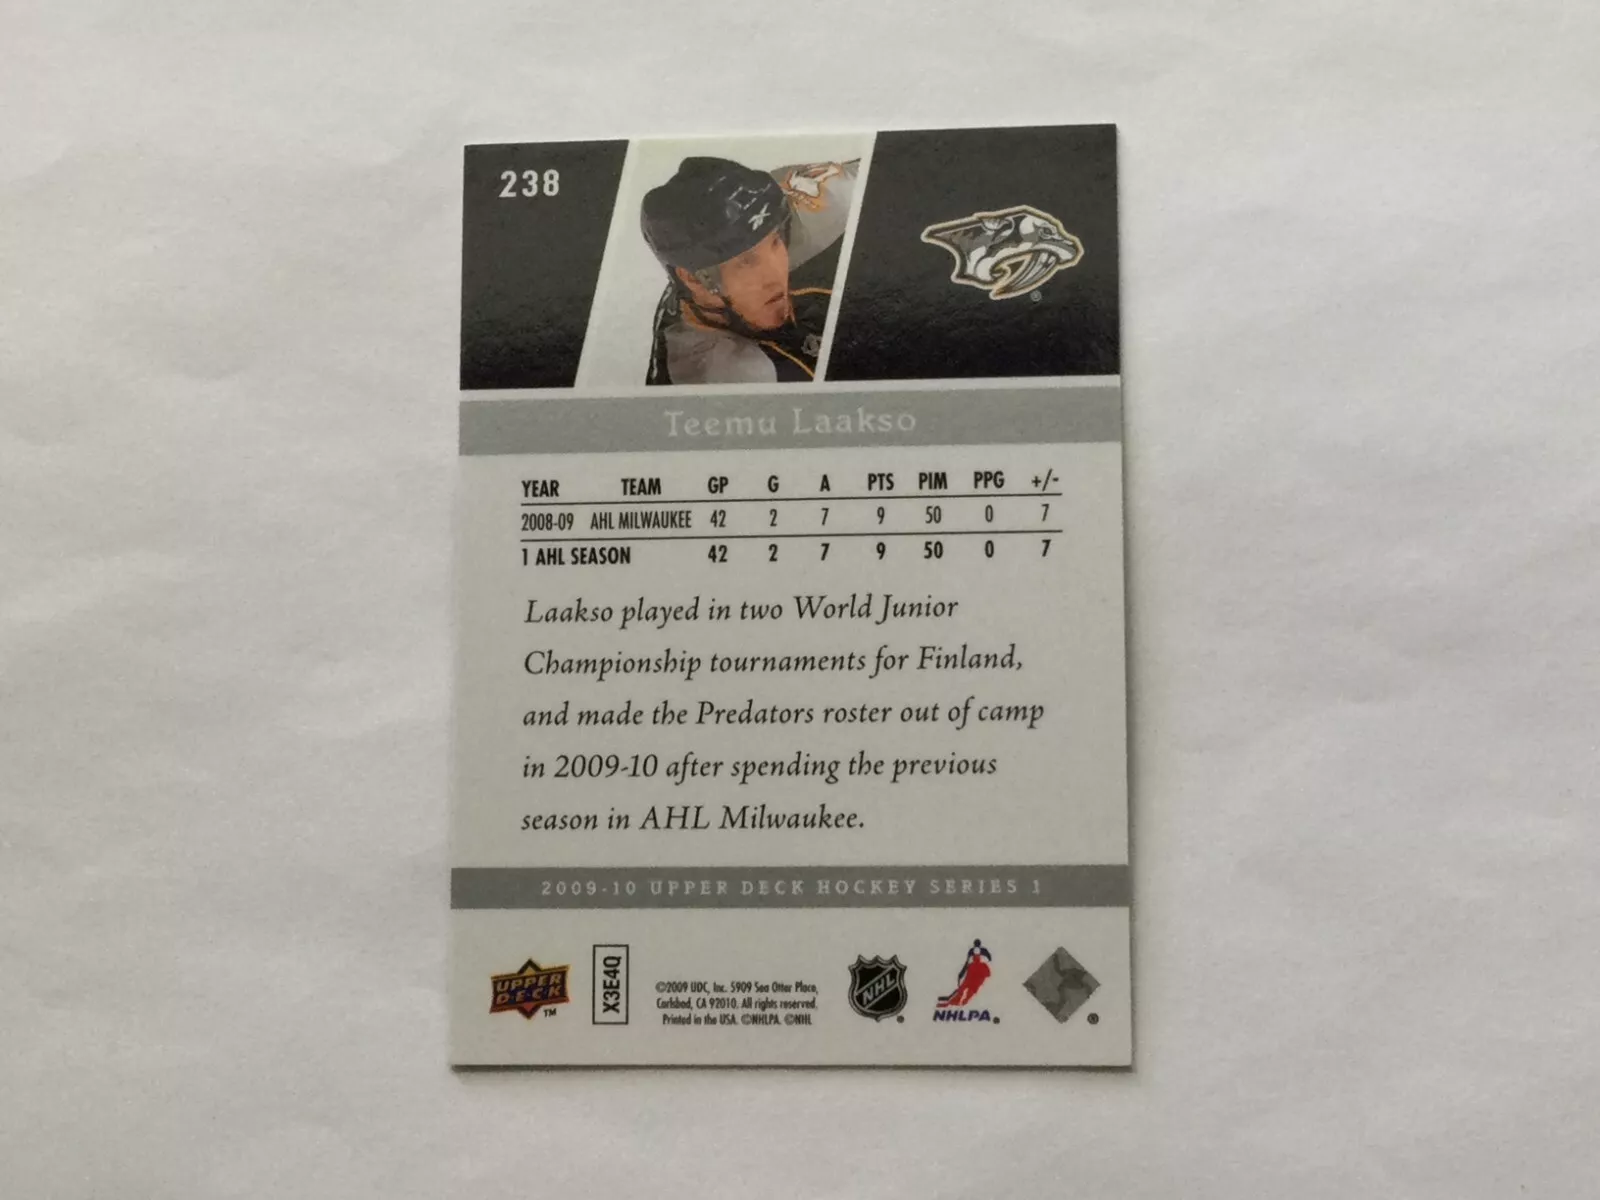 238
Teemu Laakso
YEAR TEAM GP G A PTS PIM PPG +/-
2008-09 AHL MILWAUKEE 42 2 7 9 50 0 7
1 AHL SEASON 42 2 7 9 50 0 7
Laakso played in two World Junior
Championship tournaments for Finland,
and made the Predators roster out of camp
in 2009-10 after spending the previous
season in AHL Milwaukee.
2009-10 UPPER DECK HOCKEY SERIES 1
UPPER
DECK
TM
X3E4Q
©2009 UDC, Inc. 5909 Sea Otter Place,
Carlsbad, CA 92010. All rights reserved.
Printed in the USA. ©NHLPA. ©NHL
NHL
NHLPA